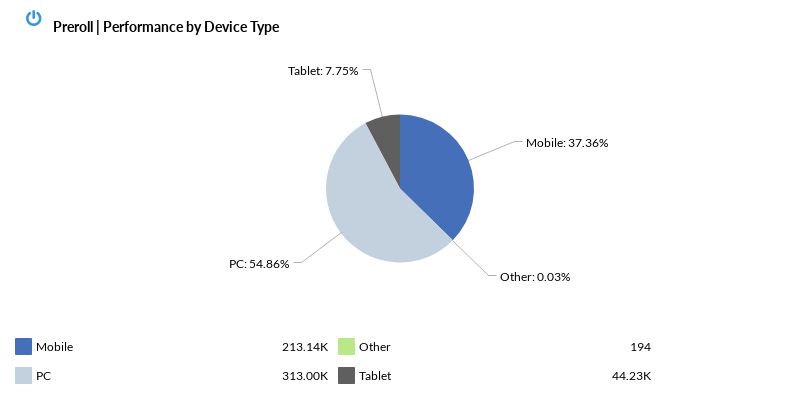 Preroll | Performance by Device Type
Tablet: 7.75%
Mobile: 37.36%
PC: 54.86%
Other: 0.03%
Mobile 213.14K Other 194
PC 313.00K Tablet 44.23K